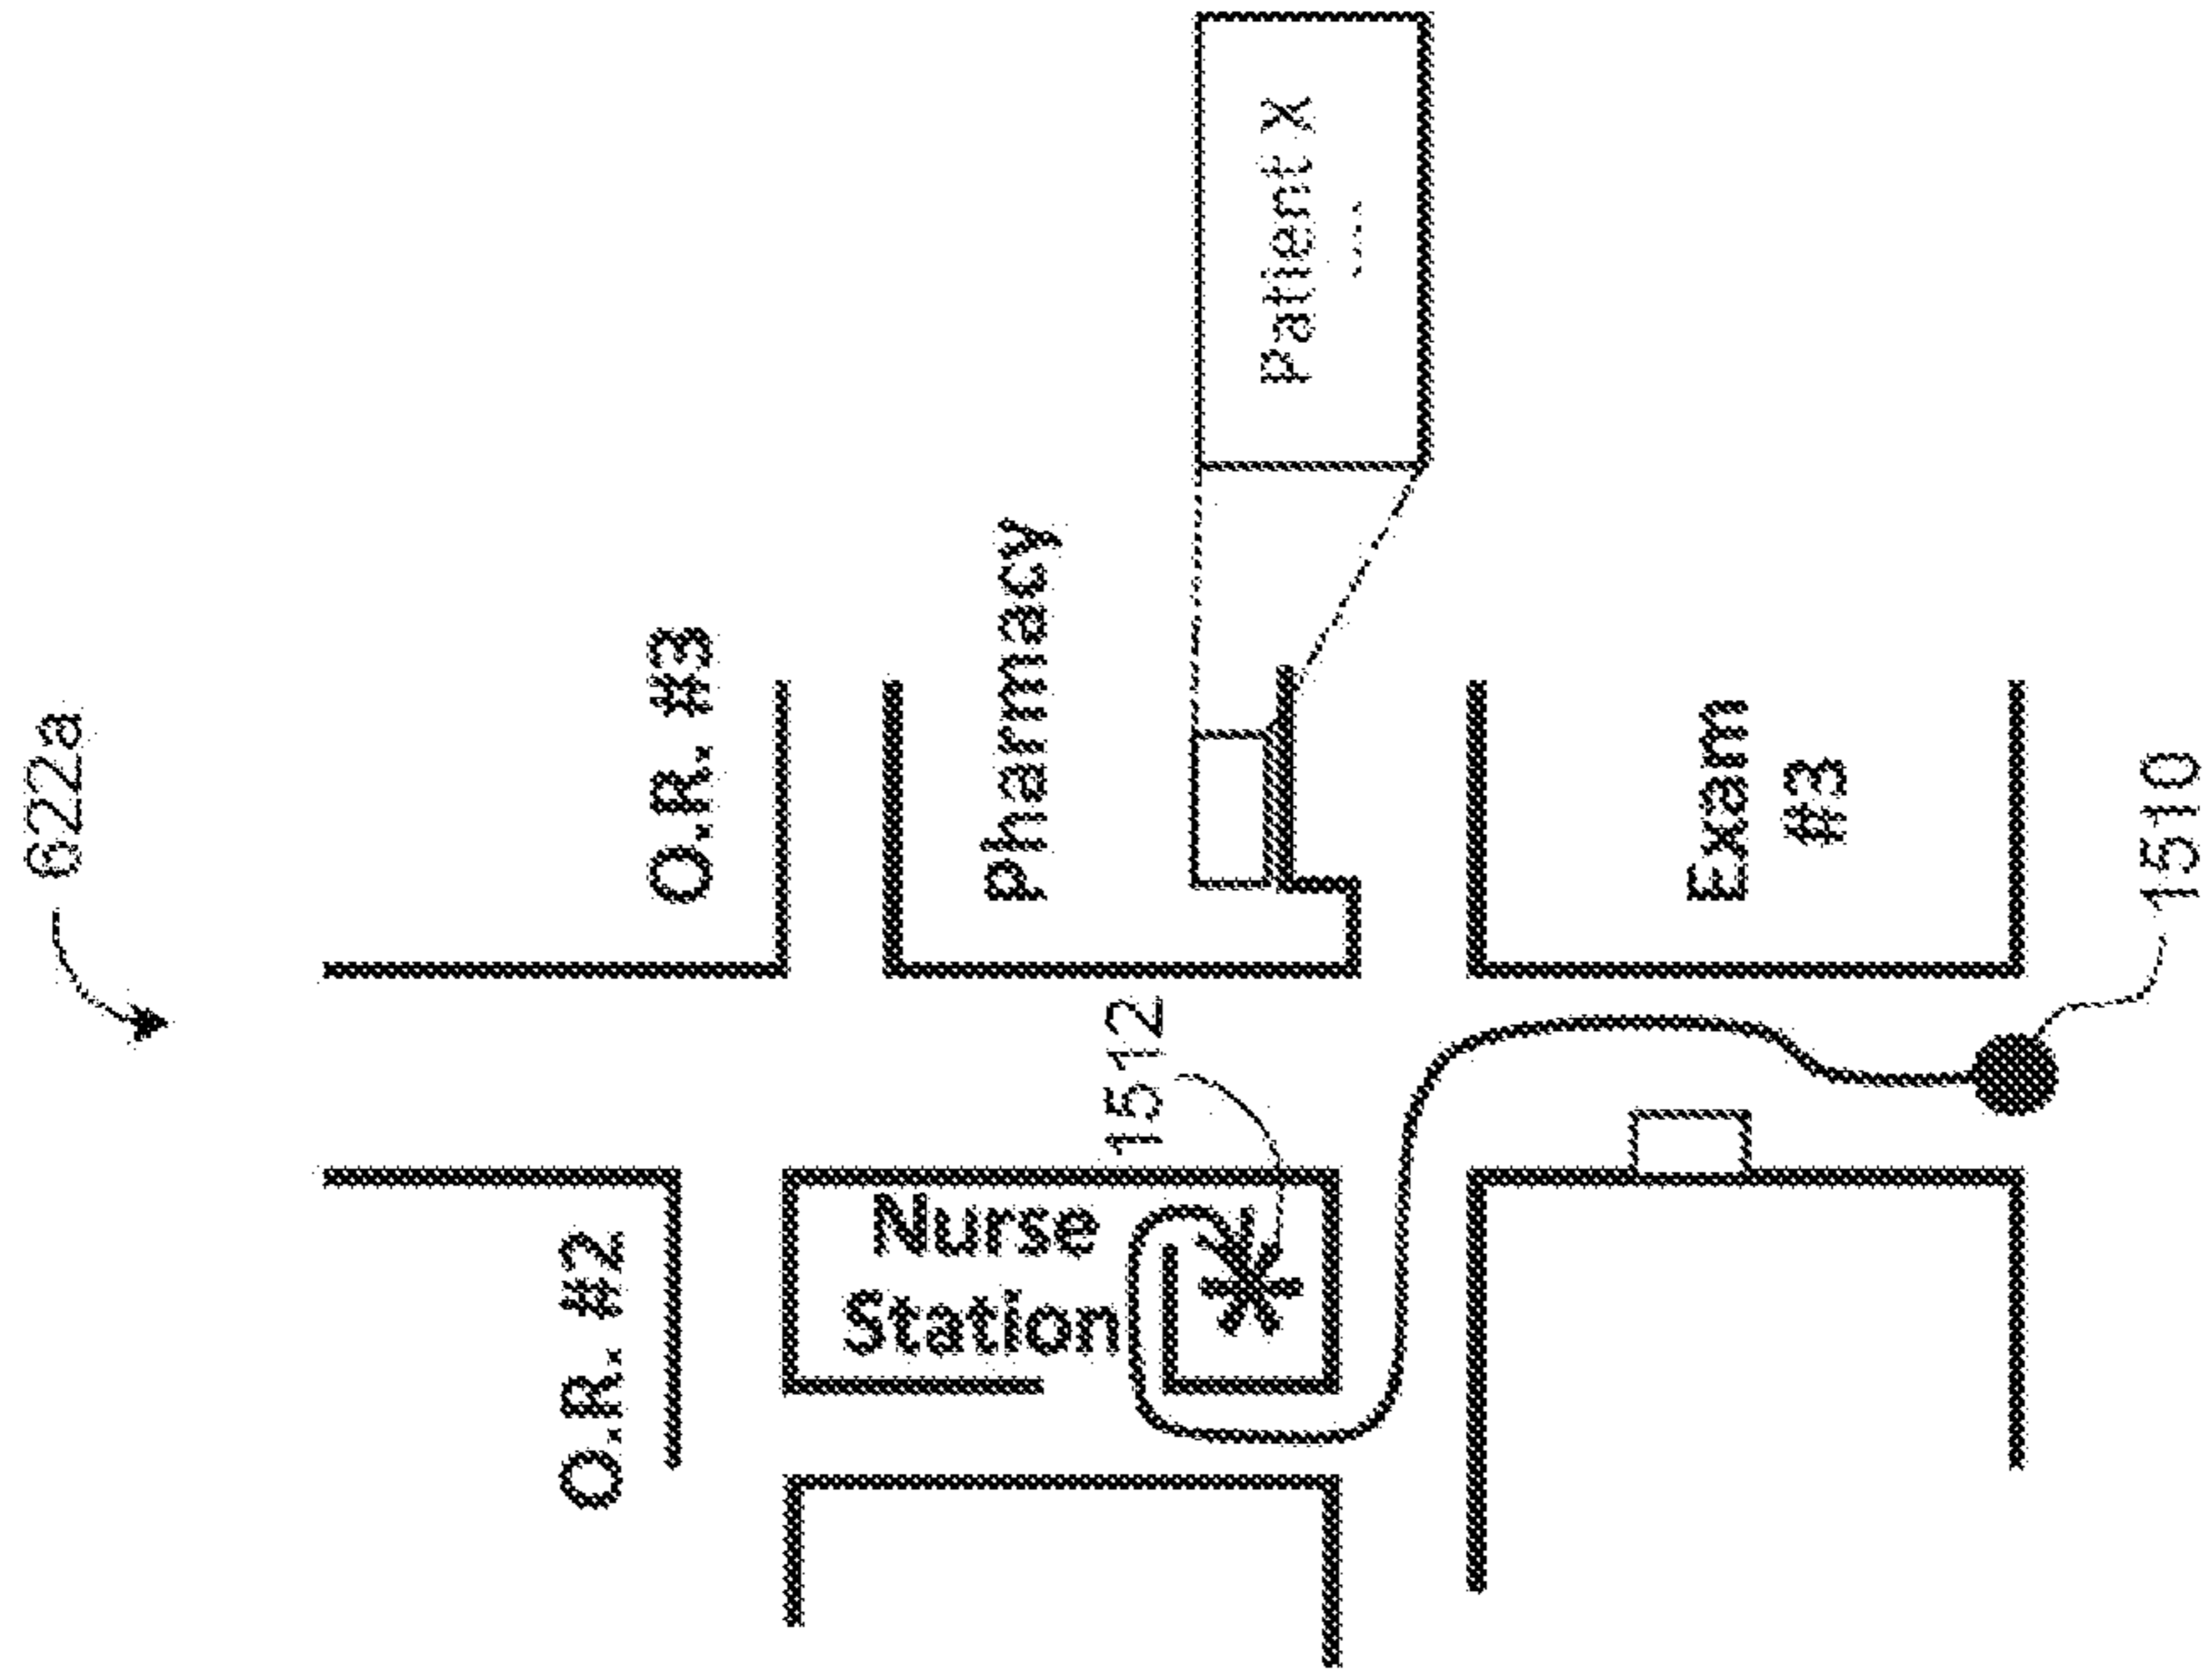 622a
O.R. #2
O.R. #3
Nurse
Station
Pharmacy
1512
Patient X
....
Exam
#3
1510